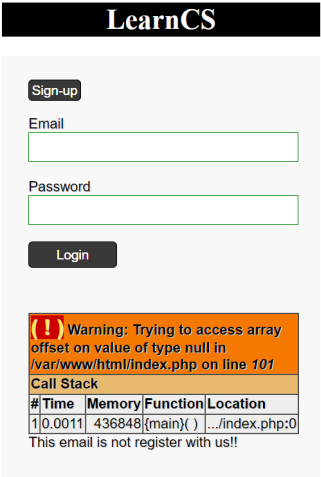 LearnCS
Sign-up
Email
Password
Login
( ! ) Warning: Trying to access array
offset on value of type null in
/var/www/html/index.php on line 101
Call Stack
# Time Memory Function Location
1 0.0011 436848 {main}( ) .../index.php:0
This email is not register with us!!